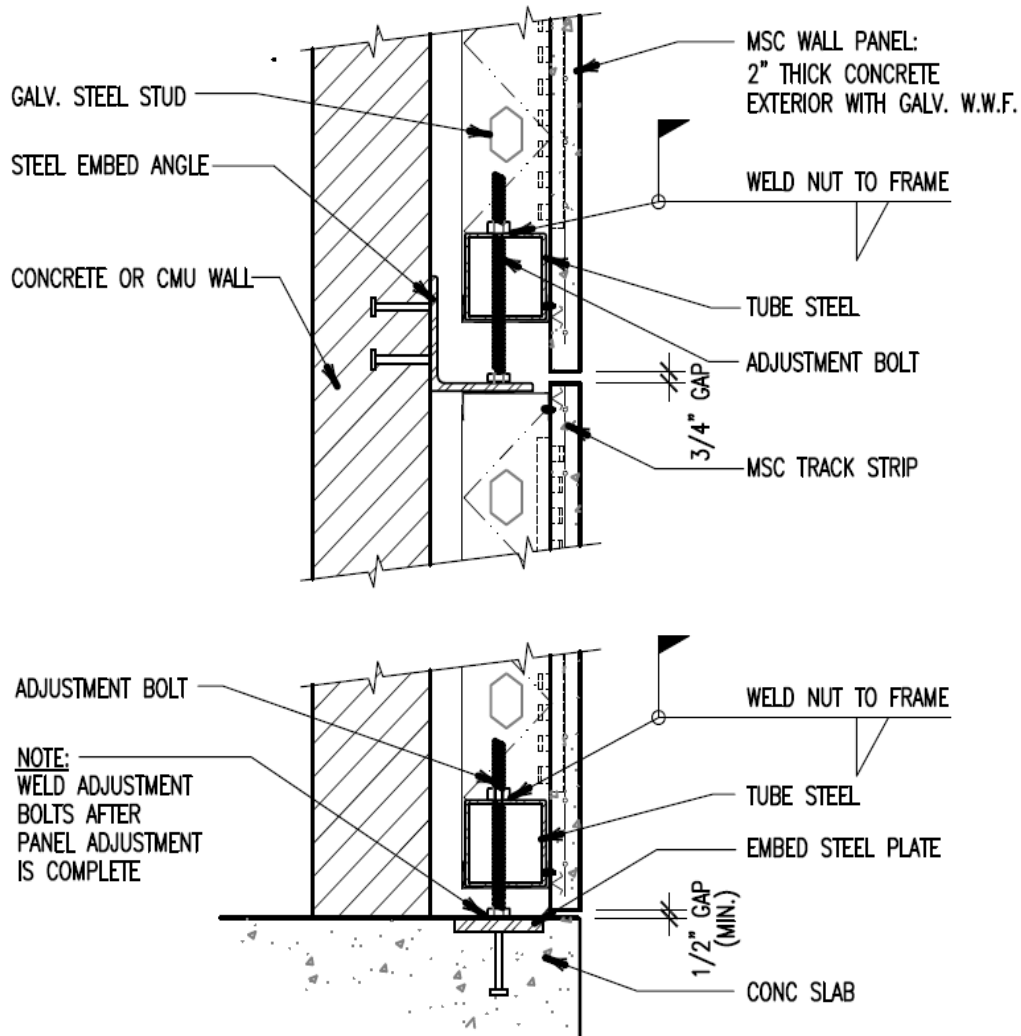 MSC WALL PANEL:
2" THICK CONCRETE
EXTERIOR WITH GALV. W.W.F.
GALV. STEEL STUD
STEEL EMBED ANGLE
WELD NUT TO FRAME
CONCRETE OR CMU WALL
TUBE STEEL
ADJUSTMENT BOLT
3/4" GAP
MSC TRACK STRIP
ADJUSTMENT BOLT
WELD NUT TO FRAME
NOTE:
WELD ADJUSTMENT
BOLTS AFTER
PANEL ADJUSTMENT
IS COMPLETE
TUBE STEEL
EMBED STEEL PLATE
1/2" GAP
(MIN.)
CONC SLAB